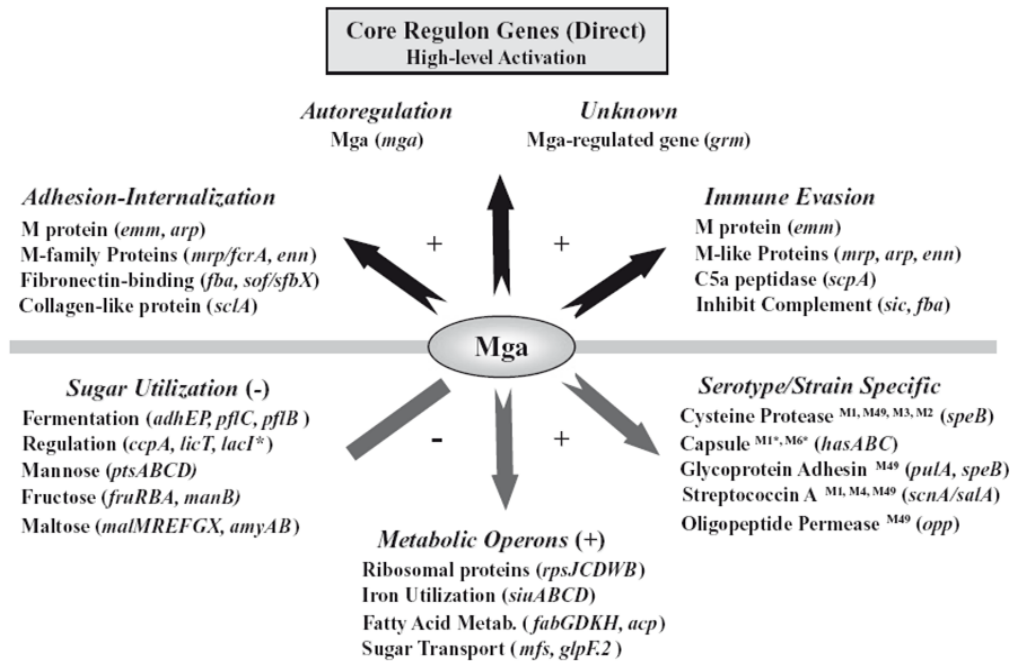 Core Regulon Genes (Direct)
High-level Activation
Autoregulation
Mga (mga)
Unknown
Mga-regulated gene (grm)
Adhesion-Internalization
M protein (emm, arp)
M-family Proteins (mrp/fcrA, enn)
Fibronectin-binding (fba, sof/sfbX)
Collagen-like protein (sclA)
+
+
Immune Evasion
M protein (emm)
M-like Proteins (mrp, arp, enn)
C5a peptidase (scpA)
Inhibit Complement (sic, fba)
Mga
Sugar Utilization (-)
Fermentation (adhEP, pflC, pflB )
Regulation (ccpA, licT, lacI*)
Mannose (ptsABCD)
Fructose (fruRBA, manB)
Maltose (malMREFGX, amyAB)
-
+
Serotype/Strain Specific
Cysteine Protease M1, M49, M3, M2 (speB)
Capsule M1*, M6* (hasABC)
Glycoprotein Adhesin M49 (pulA, speB)
Streptococcin A M1, M4, M49 (scnA/salA)
Oligopeptide Permease M49 (opp)
Metabolic Operons (+)
Ribosomal proteins (rpsJCDWB)
Iron Utilization (siuABCD)
Fatty Acid Metab. ( fabGDKH, acp)
Sugar Transport ( mfs, glpF.2 )